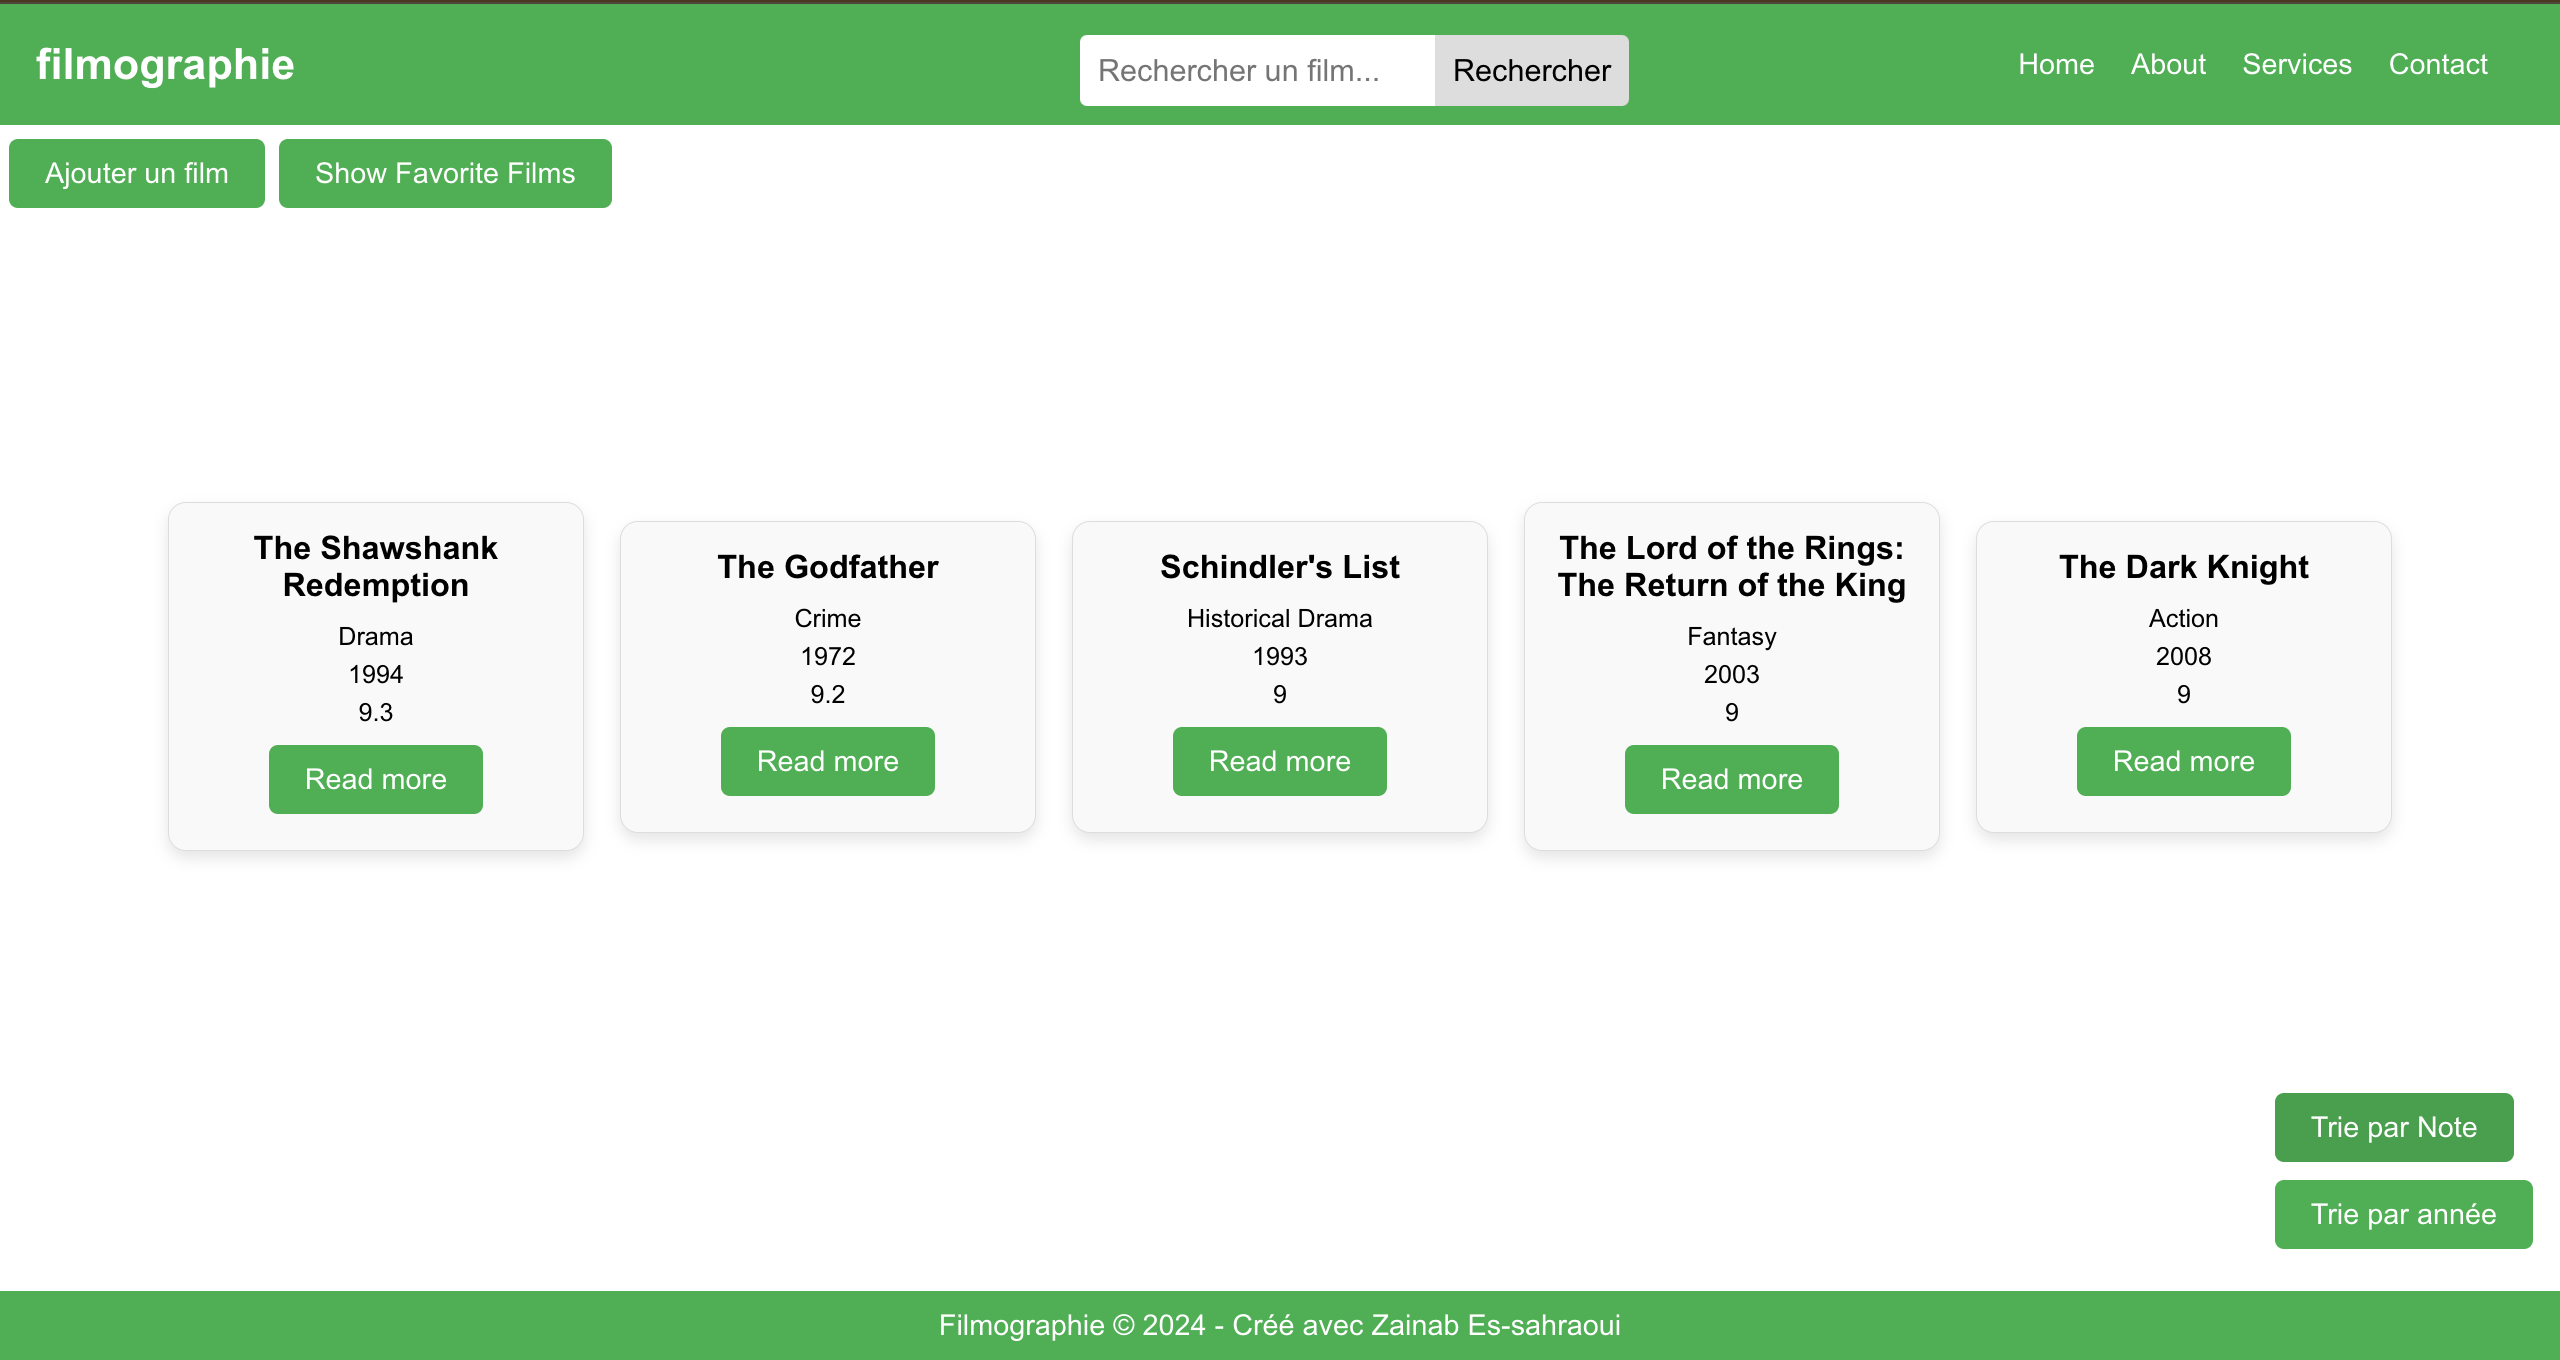 filmographie
Rechercher un film...
Rechercher
Home
About
Services
Contact
Ajouter un film
Show Favorite Films
The Shawshank
Redemption
Drama
1994
9.3
Read more
The Godfather
Crime
1972
9.2
Read more
Schindler's List
Historical Drama
1993
9
Read more
The Lord of the Rings:
The Return of the King
Fantasy
2003
9
Read more
The Dark Knight
Action
2008
9
Read more
Trie par Note
Trie par année
Filmographie © 2024 - Créé avec Zainab Es-sahraoui